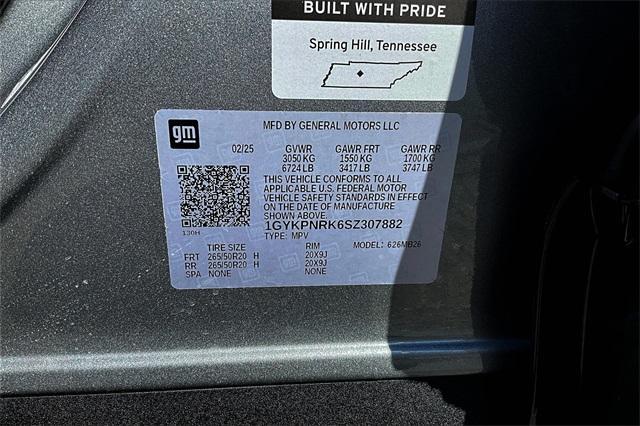 BUILT WITH PRIDE
Spring Hill, Tennessee
gm
MFD BY GENERAL MOTORS LLC
02/25 GVWR GAWR FRT GAWR RR
3050 KG 1550 KG 1700 KG
6724 LB 3417 LB 3747 LB
THIS VEHICLE CONFORMS TO ALL
APPLICABLE U.S. FEDERAL MOTOR
VEHICLE SAFETY STANDARDS IN EFFECT
ON THE DATE OF MANUFACTURE
SHOWN ABOVE.
1GYKPNRK6SZ307882
130H
TYPE: MPV MODEL: 626MB26
TIRE SIZE RIM
FRT 265/50R20 H 20X9J
RR 265/50R20 H 20X9J
SPA NONE NONE